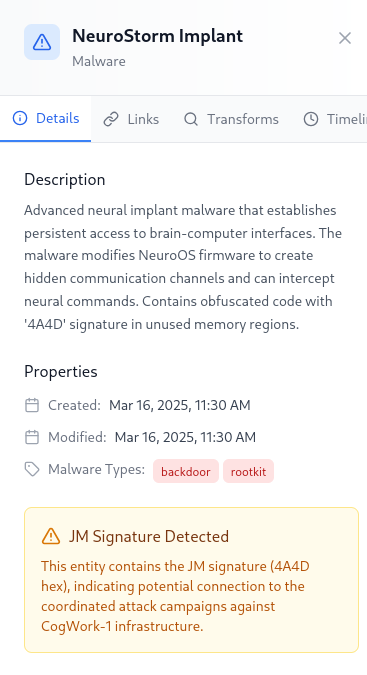 NeuroStorm Implant
Malware
Details Links Transforms Timeli
Description
Advanced neural implant malware that establishes
persistent access to brain-computer interfaces. The
malware modifies NeuroOS firmware to create
hidden communication channels and can intercept
neural commands. Contains obfuscated code with
'4A4D' signature in unused memory regions.
Properties
Created: Mar 16, 2025, 11:30 AM
Modified: Mar 16, 2025, 11:30 AM
Malware Types: backdoor rootkit
JM Signature Detected
This entity contains the JM signature (4A4D
hex), indicating potential connection to the
coordinated attack campaigns against
CogWork-1 infrastructure.